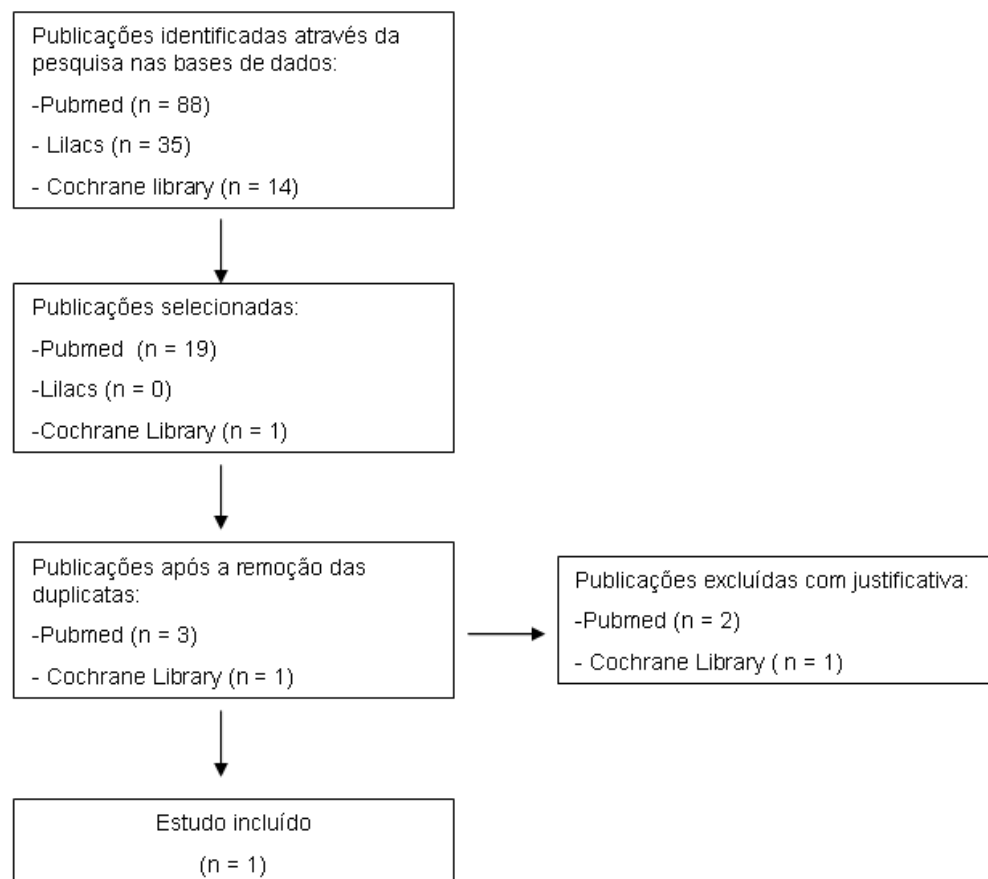 Publicações identificadas através da
pesquisa nas bases de dados:
-Pubmed (n = 88)
- Lilacs (n = 35)
- Cochrane library (n = 14)
Publicações selecionadas:
-Pubmed  (n = 19)
-Lilacs (n = 0)
-Cochrane Library (n = 1)
Publicações após a remoção das
duplicatas:
-Pubmed (n = 3)
- Cochrane Library (n = 1)
Publicações excluídas com justificativa:
-Pubmed (n = 2)
- Cochrane Library ( n = 1)
Estudo incluído
(n = 1)